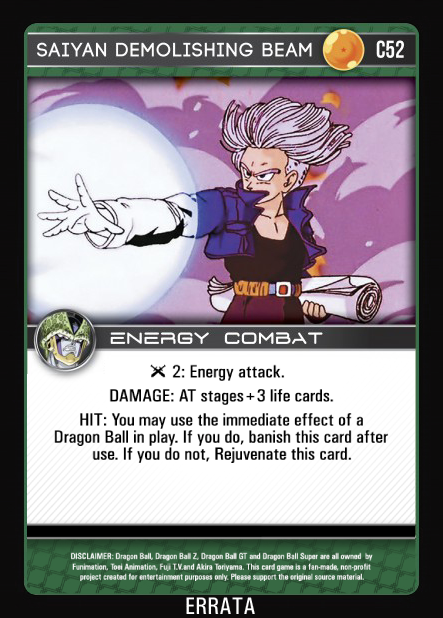 SAIYAN DEMOLISHING BEAM C52
ENERGY COMBAT
2: Energy attack.
DAMAGE: AT stages+3 life cards.
HIT: You may use the immediate effect of a
Dragon Ball in play. If you do, banish this card after
use. If you do not, Rejuvenate this card.
DISCLAIMER: Dragon Ball, Dragon Ball Z, Dragon Ball GT and Dragon Ball Super are all owned by
Funimation, Toei Animation, Fuji T.V.and Akira Toriyama. This card game is a fan-made, non-profit
project created for entertainment purposes only. Please support the original source material.
ERRATA